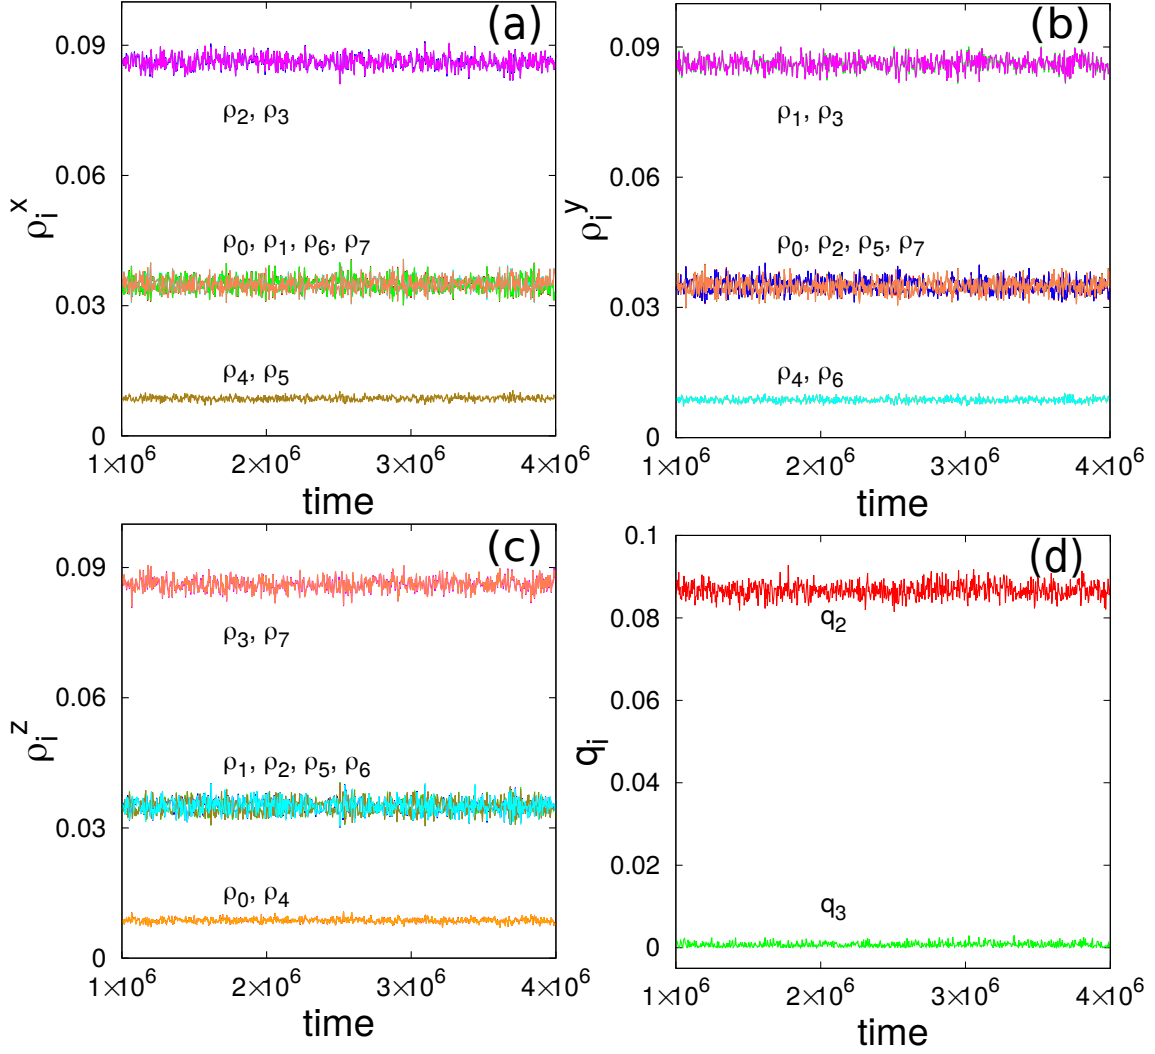 (a)
0.09
ρ2, ρ3
0.06
ρ_i^x
ρ0, ρ1, ρ6, ρ7
0.03
ρ4, ρ5
0
1×10^6 2×10^6 3×10^6 4×10^6
time
(b)
0.09
ρ1, ρ3
0.06
ρ_i^y
ρ0, ρ2, ρ5, ρ7
0.03
ρ4, ρ6
0
1×10^6 2×10^6 3×10^6 4×10^6
time
(c)
0.09
ρ3, ρ7
0.06
ρ_i^z
ρ1, ρ2, ρ5, ρ6
0.03
ρ0, ρ4
0
1×10^6 2×10^6 3×10^6 4×10^6
time
0.1
(d)
0.08
q2
0.06
q_i
0.04
0.02
q3
0
1×10^6 2×10^6 3×10^6 4×10^6
time